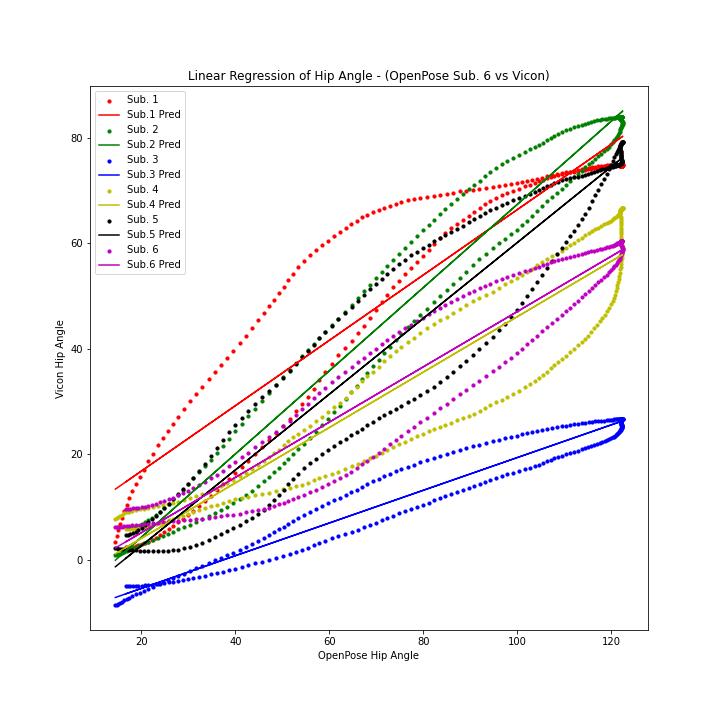 Linear Regression of Hip Angle - (OpenPose Sub. 6 vs Vicon)
Sub. 1
Sub.1 Pred
Sub. 2
Sub.2 Pred
Sub. 3
Sub.3 Pred
Sub. 4
Sub.4 Pred
Sub. 5
Sub.5 Pred
Sub. 6
Sub.6 Pred
80
60
40
20
0
Vicon Hip Angle
20 40 60 80 100 120
OpenPose Hip Angle